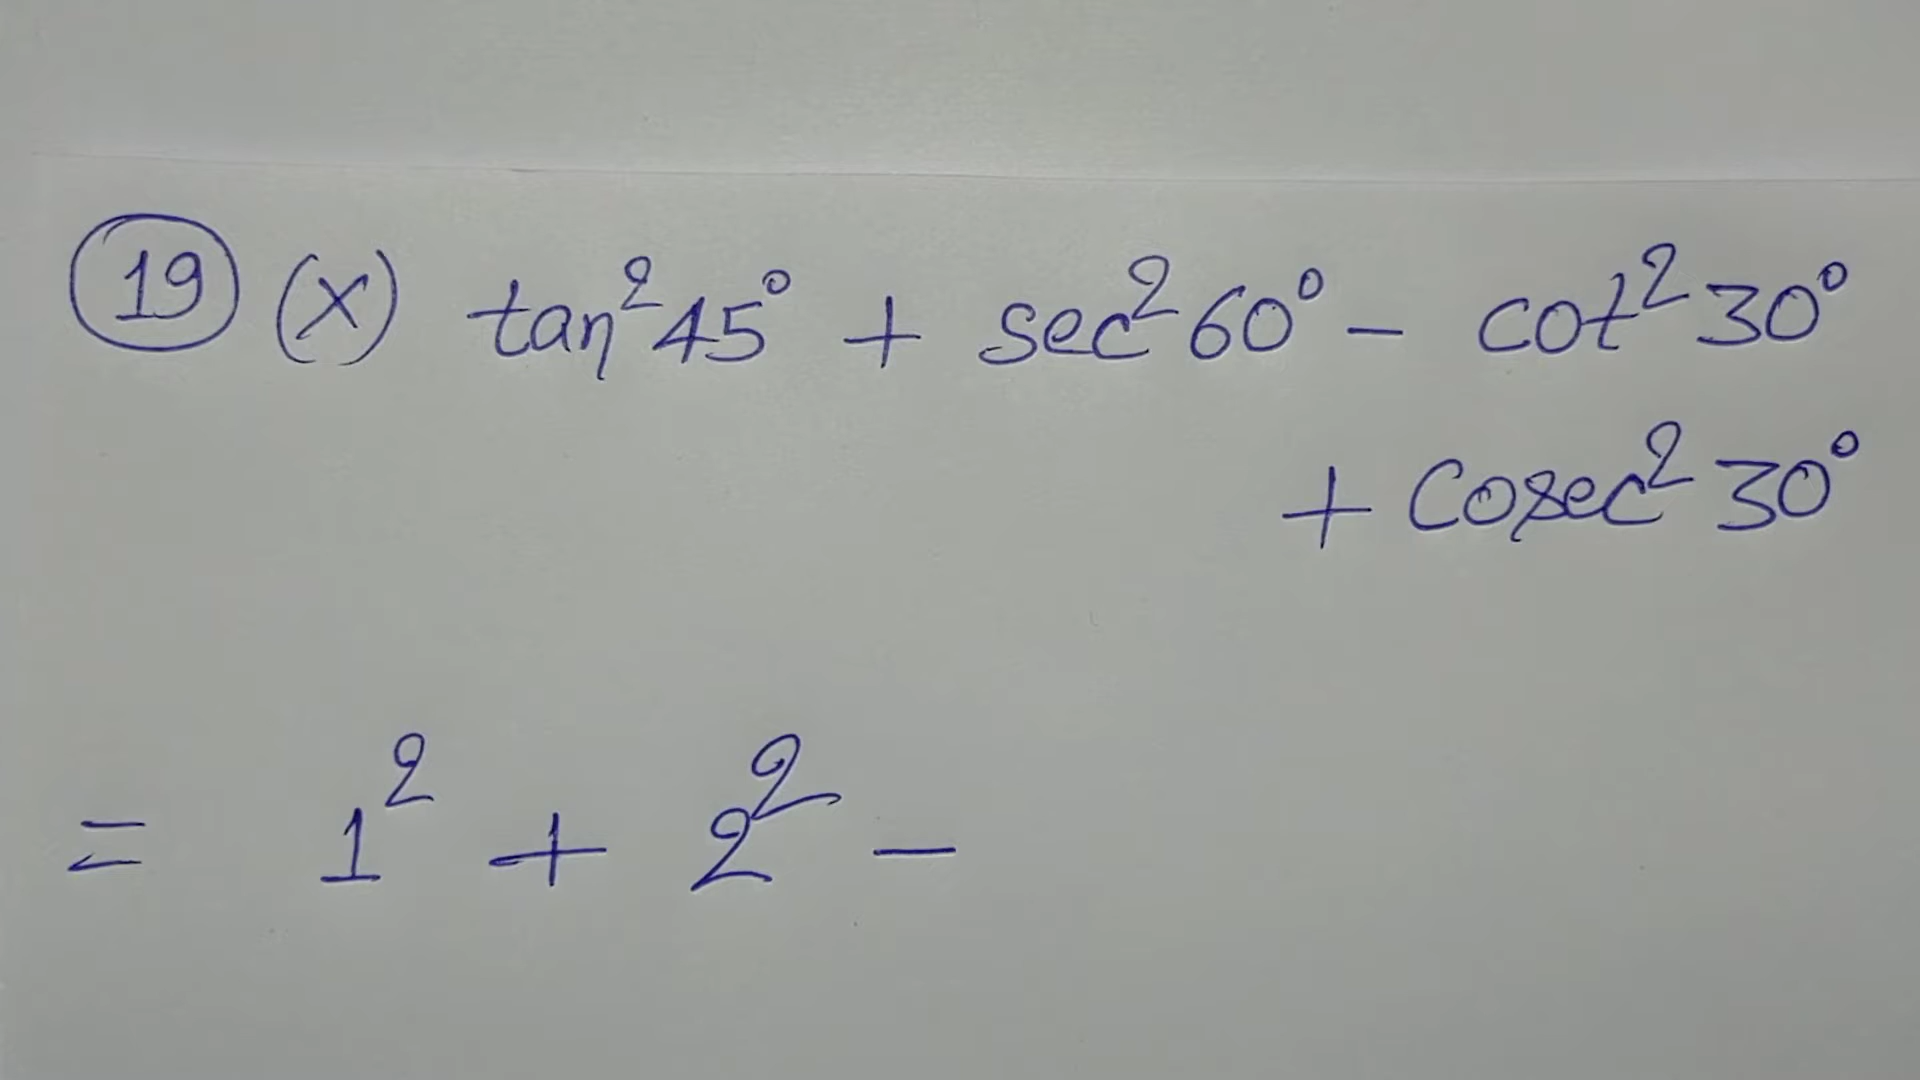 19 (x) tan²45° + sec²60° – cot²30°
+ Cosec²30°
= 1² + 2² –